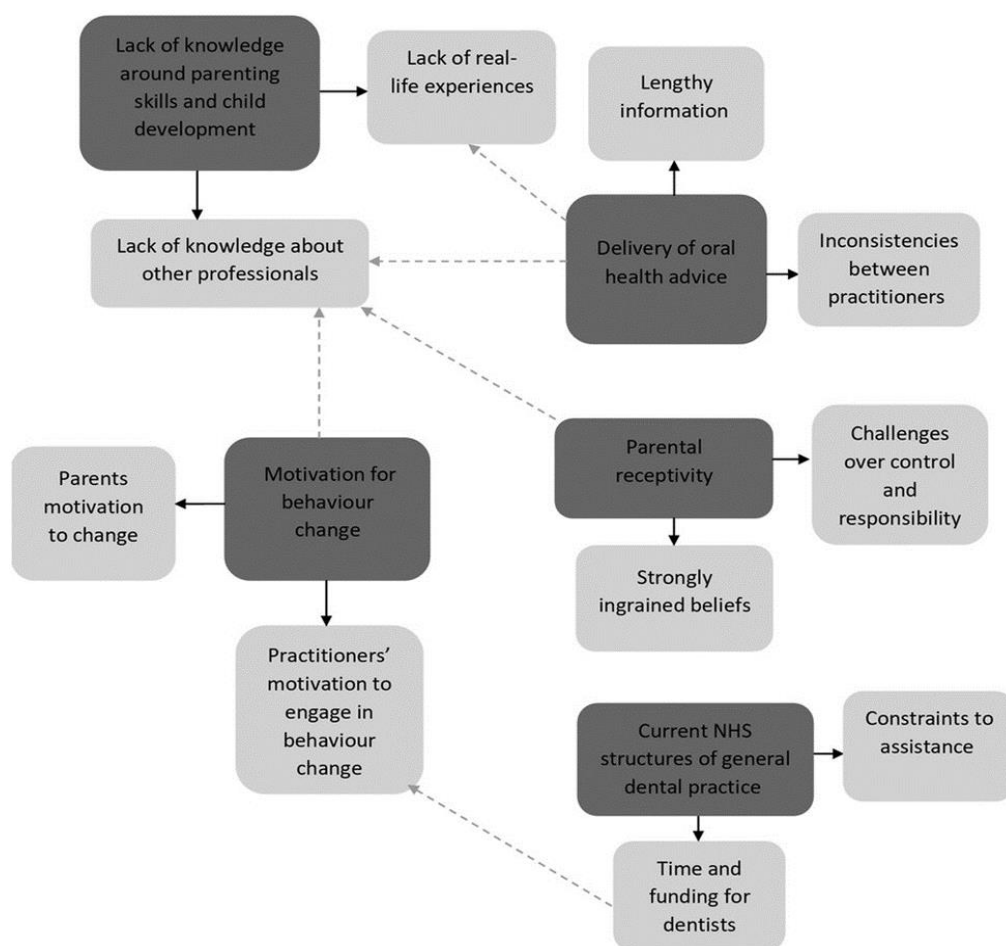 Lack of knowledge
around parenting
skills and child
development
Lack of real-
life experiences
Lengthy
information
Lack of knowledge about
other professionals
Delivery of oral
health advice
Inconsistencies
between
practitioners
Parents
motivation
to change
Motivation for
behaviour
change
Parental
receptivity
Challenges
over control
and
responsibility
Strongly
ingrained beliefs
Practitioners’
motivation to
engage in
behaviour
change
Current NHS
structures of general
dental practice
Constraints to
assistance
Time and
funding for
dentists